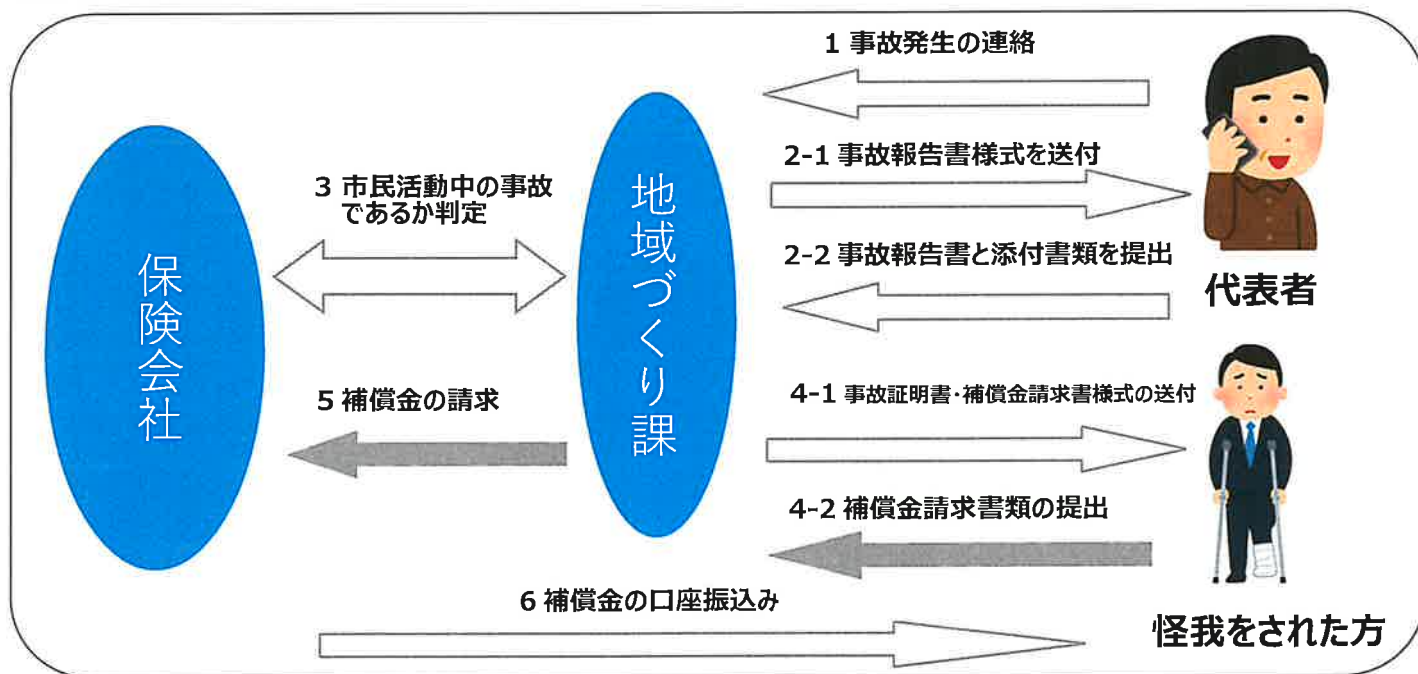 1 事故発生の連絡
2-1 事故報告書様式を送付
3 市民活動中の事故
であるか判定
地域づくり課
保険会社
2-2 事故報告書と添付書類を提出
代表者
5 補償金の請求
4-1 事故証明書・補償金請求書様式の送付
4-2 補償金請求書類の提出
6 補償金の口座振込み
怪我をされた方